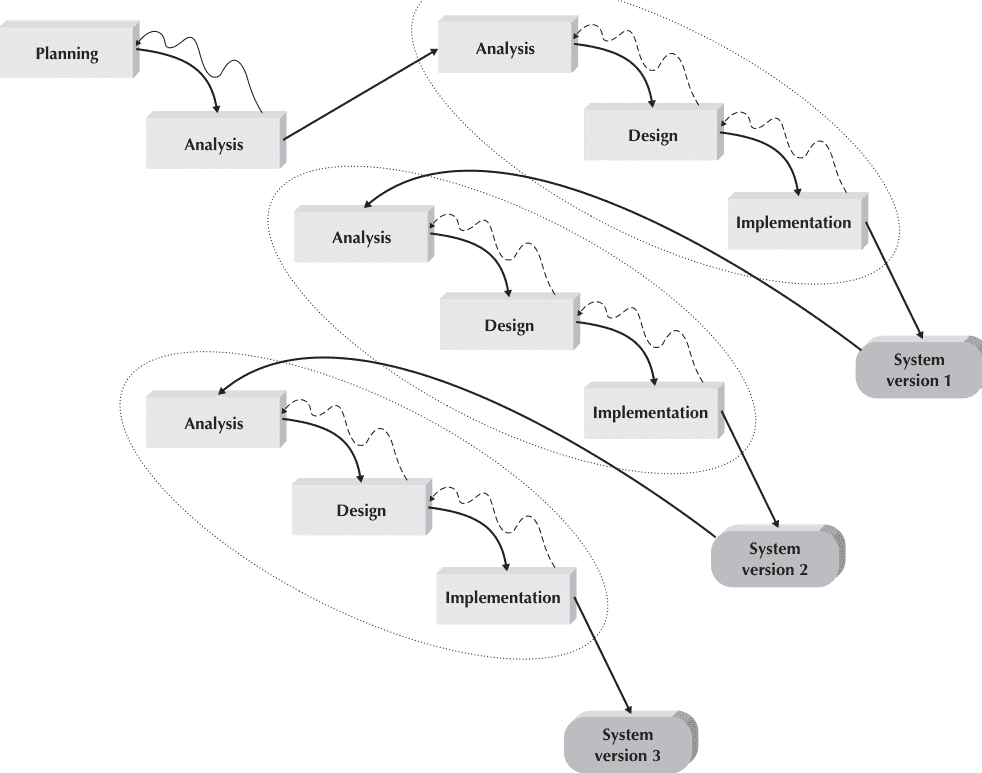 Planning
Analysis
Analysis
Design
Implementation
System
version 1
Analysis
Design
Implementation
System
version 2
Analysis
Design
Implementation
System
version 3